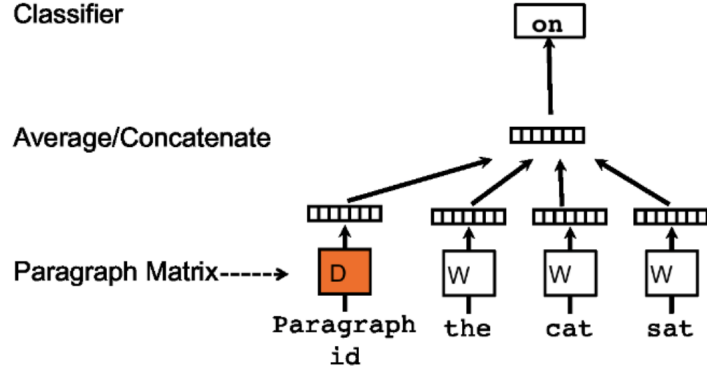 Classifier
on
Average/Concatenate
Paragraph Matrix
D
W
W
W
Paragraph
id
the
cat
sat